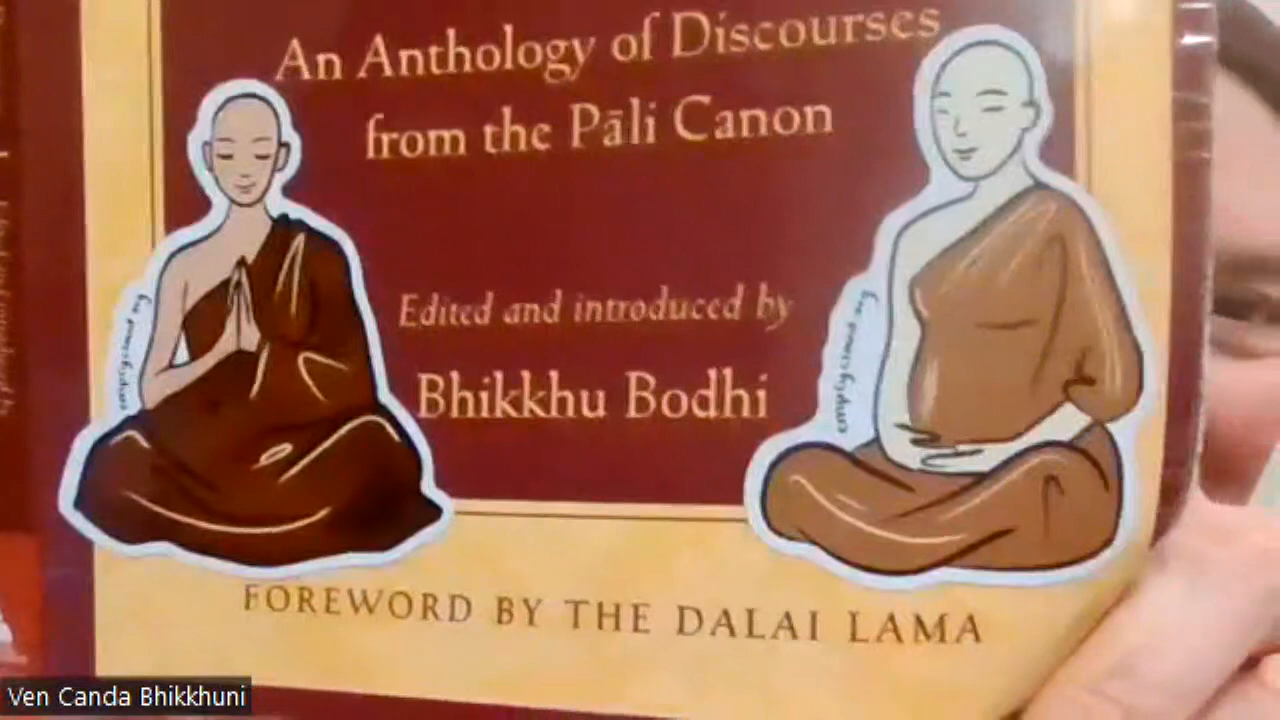 An Anthology of Discourses
from the Pāli Canon
Edited and introduced by
Bhikkhu Bodhi
FOREWORD BY THE DALAI LAMA
Ven Canda Bhikkhuni